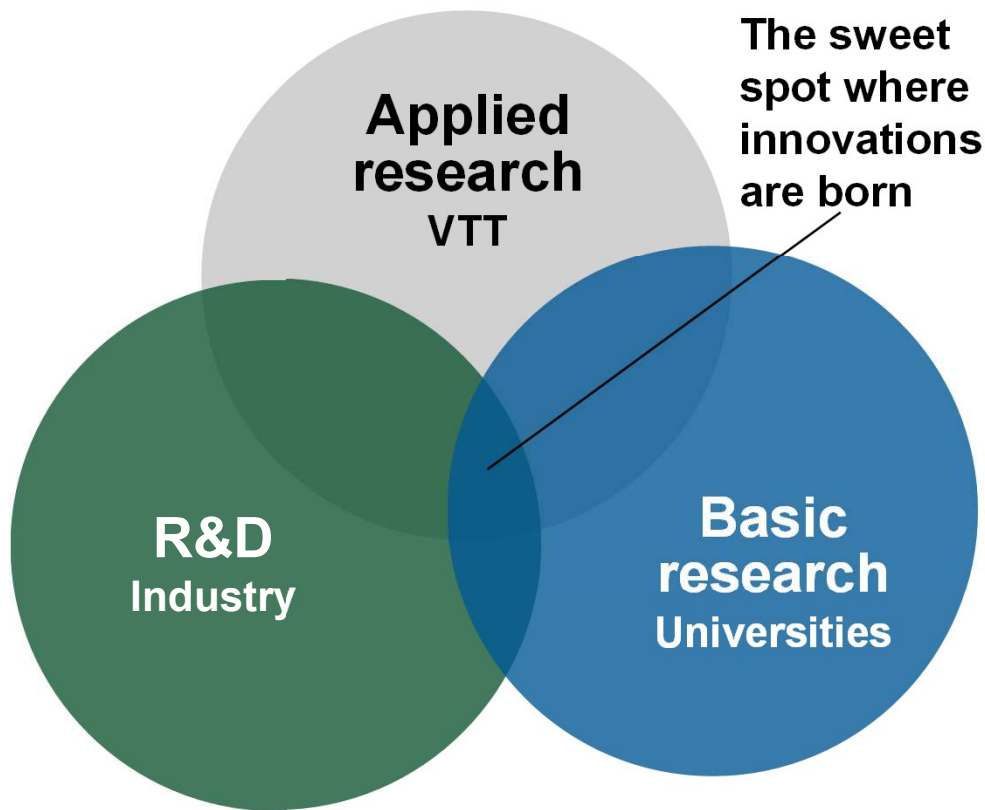 The sweet
spot where
innovations
are born
Applied
research
VTT
R&D
Industry
Basic
research
Universities